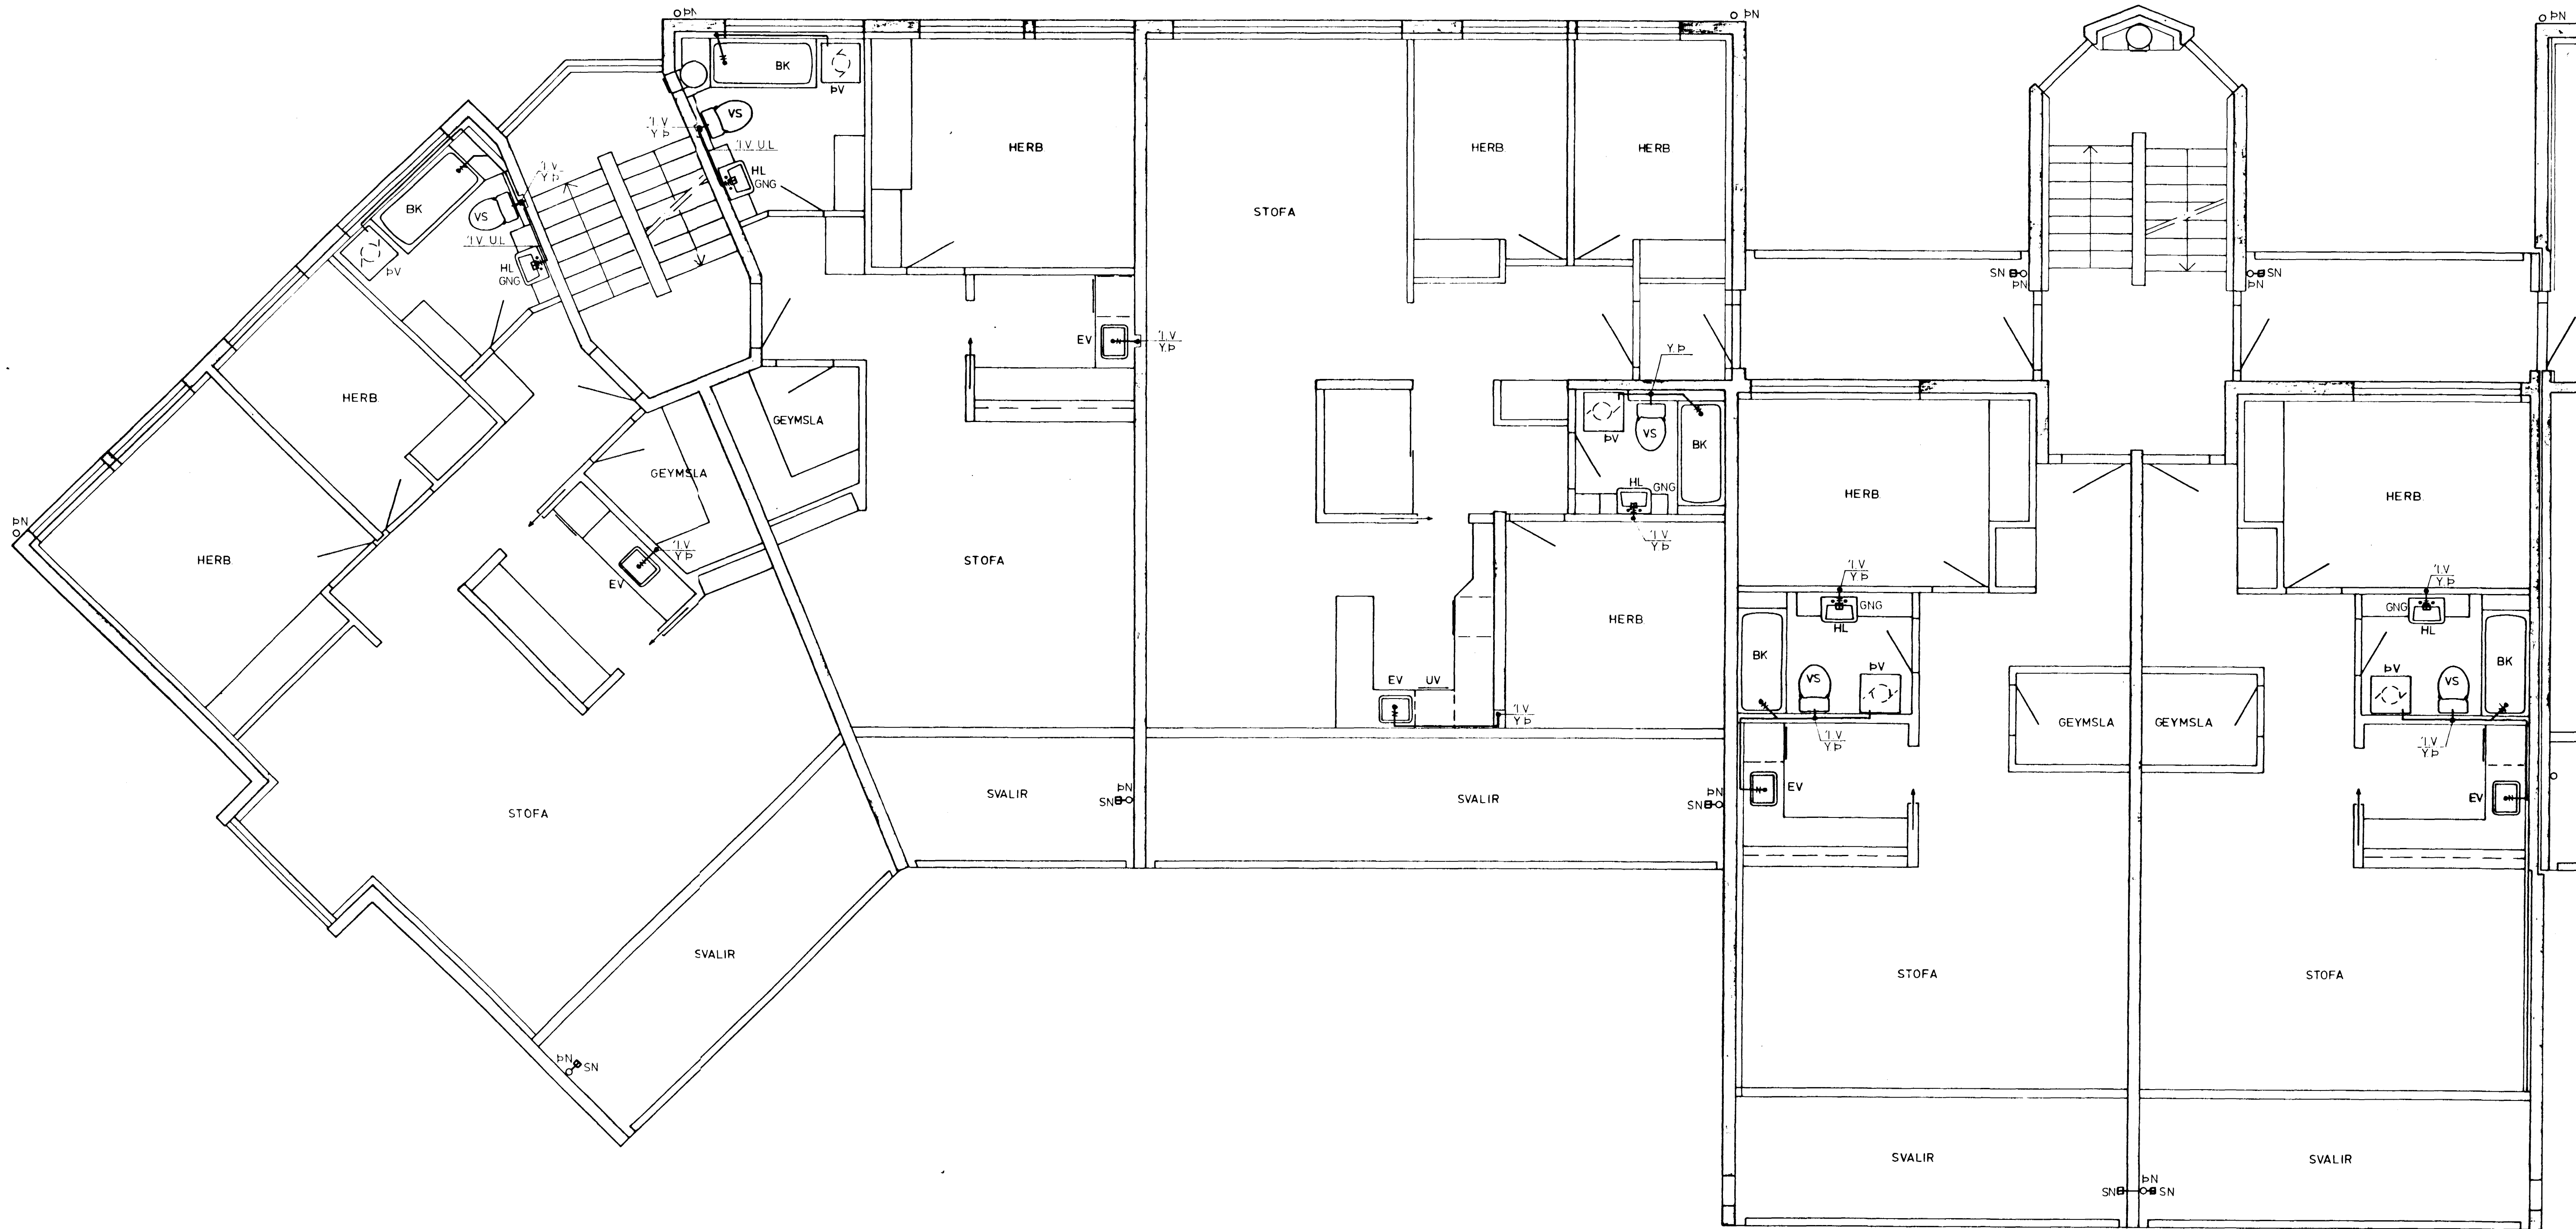 ÞN
ÞN
ÞN
BK
ÞV
VS
T.V
Y.Þ
T.V U.L
HL
GNG
HERB.
STOFA
HERB.
HERB.
T.V
Y.Þ
BK
VS
T.V U.L
ÞV
HL
GNG
SN
ÞN
SN
ÞN
EV
T.V
Y.Þ
Y.Þ
HERB.
GEYMSLA
ÞV
VS
BK
GEYMSLA
HL
GNG
HERB.
HERB.
ÞN
HERB.
T.V
Y.Þ
EV
STOFA
T.V
Y.Þ
T.V
Y.Þ
T.V
Y.Þ
GNG
HL
GNG
HL
HERB.
BK
VS
ÞV
ÞV
VS
BK
EV
UV
T.V
Y.Þ
GEYMSLA
GEYMSLA
T.V
Y.Þ
T.V
Y.Þ
STOFA
SVALIR
ÞN
SN
SVALIR
ÞN
SN
EV
EV
SVALIR
STOFA
STOFA
ÞN
SN
SVALIR
SVALIR
SN
ÞN
SN